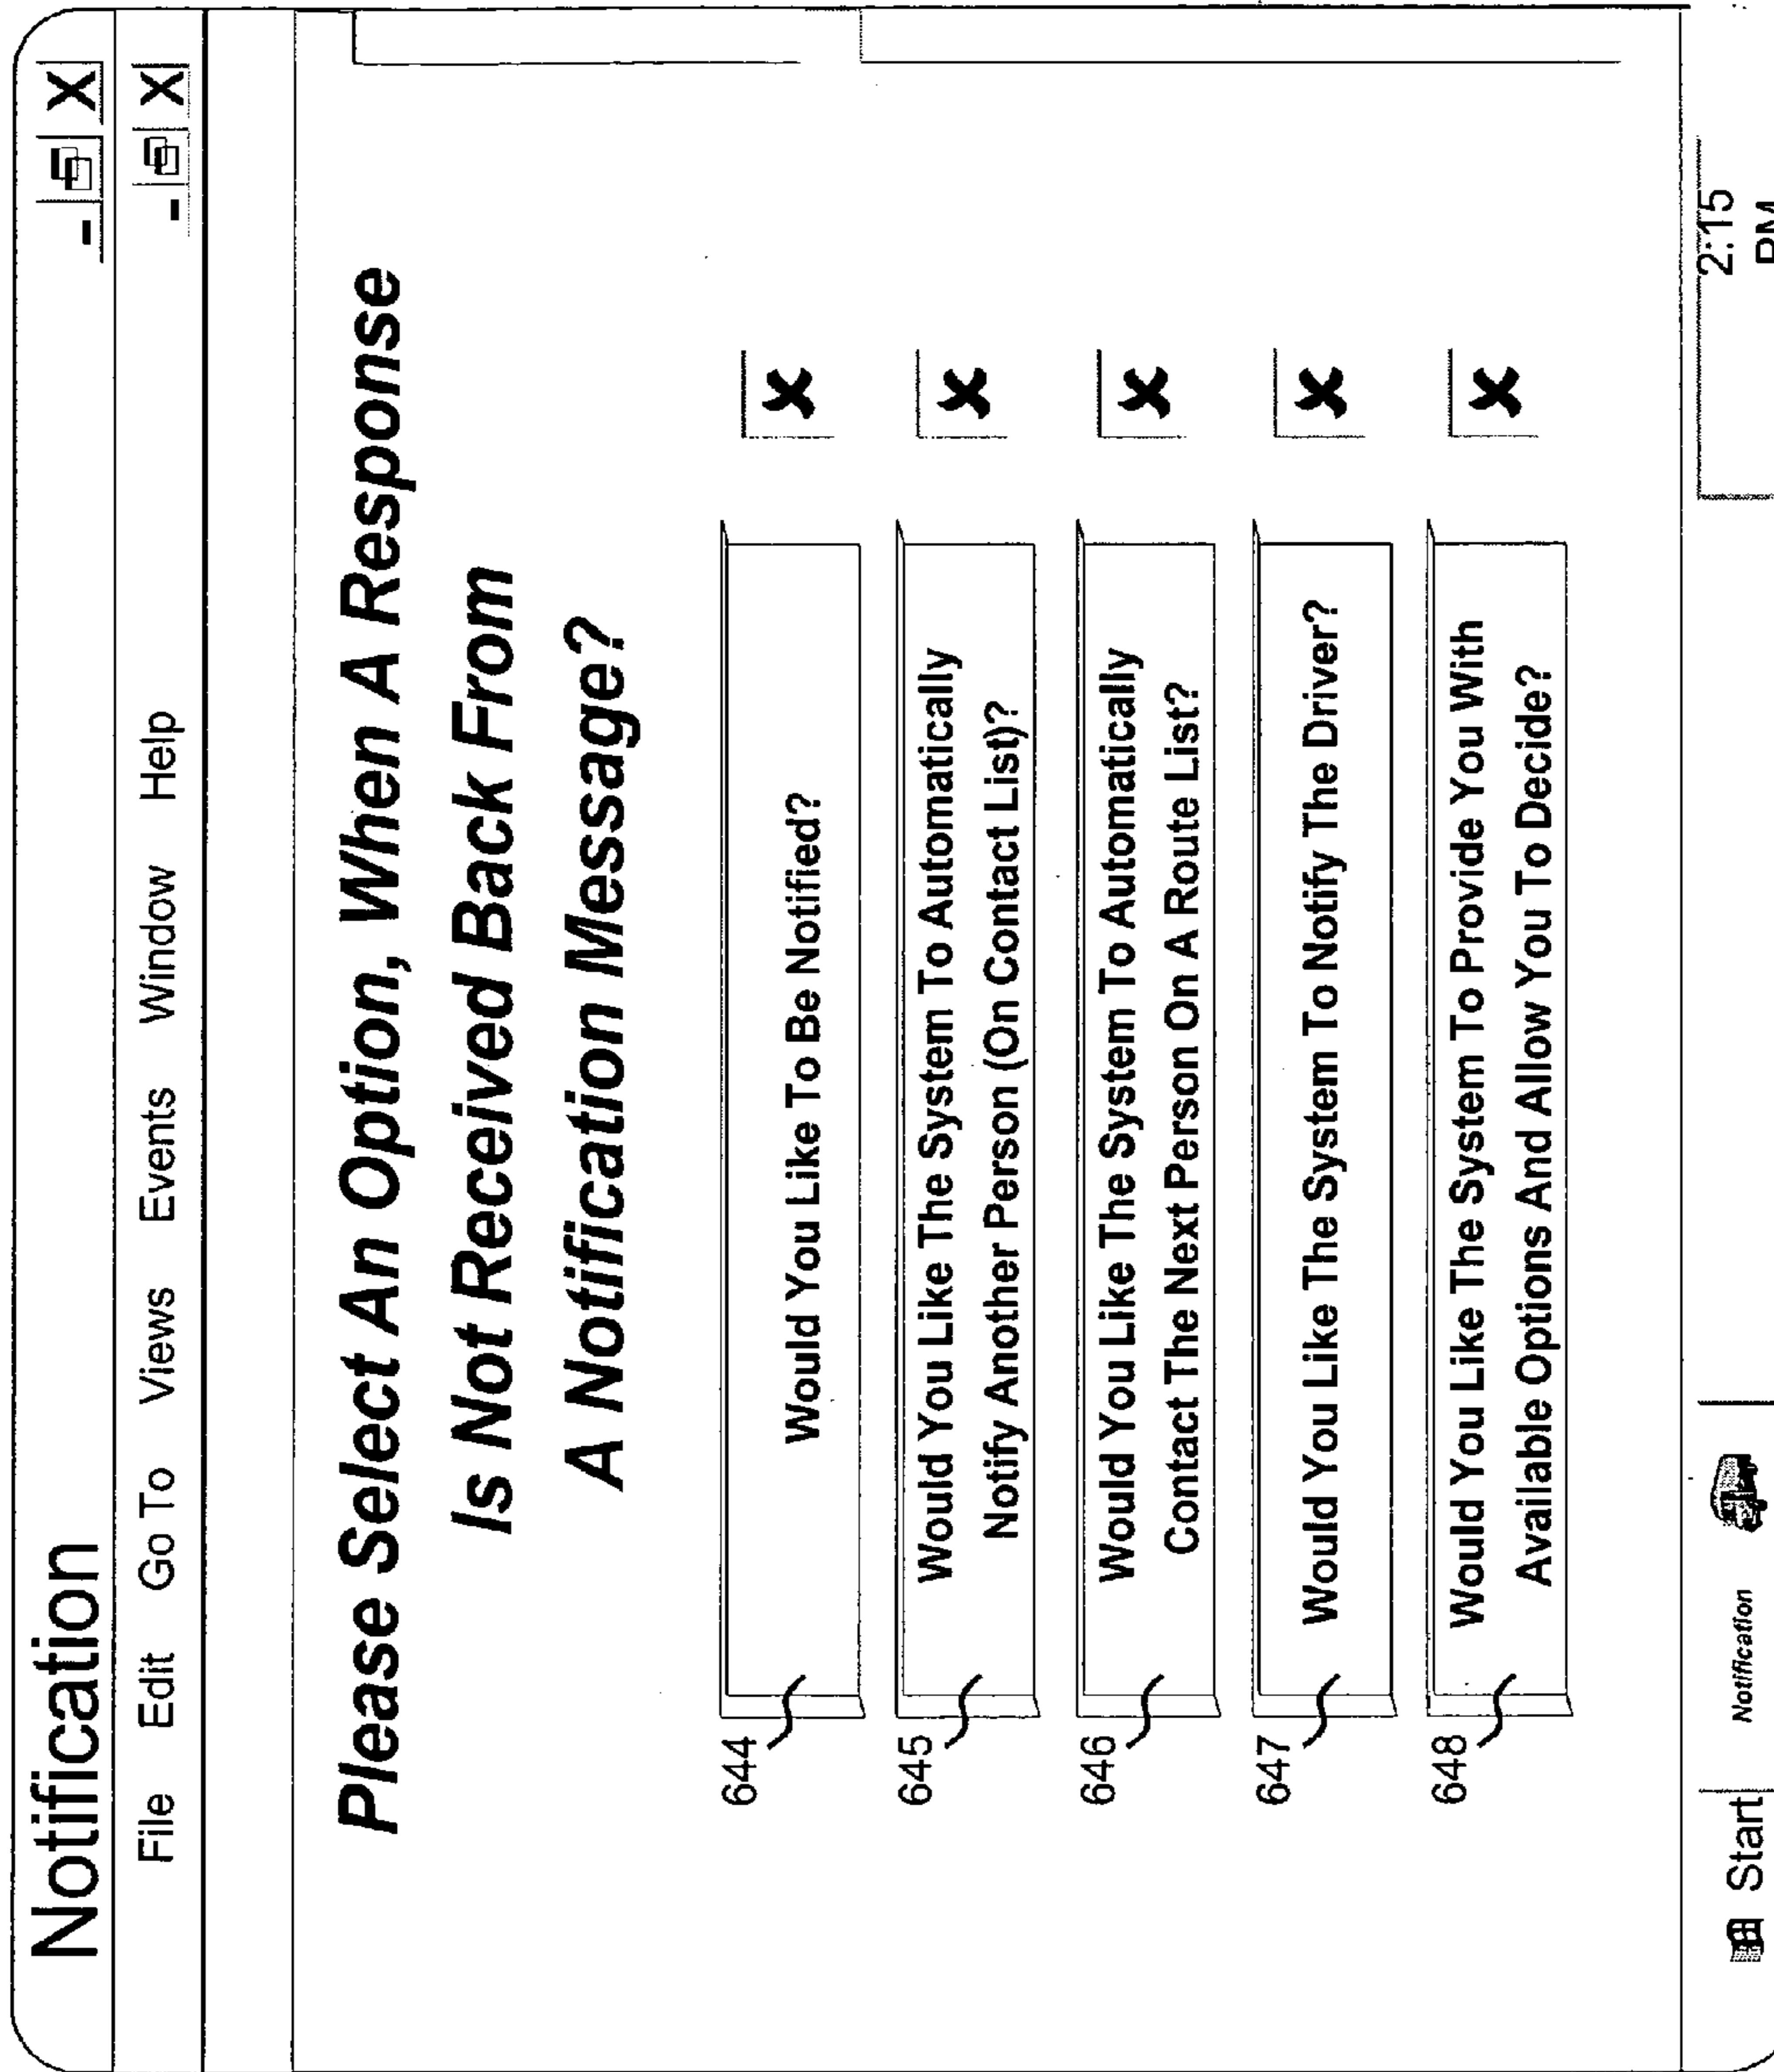 Notification
File Edit Go To Views Events Window Help
Please Select An Option, When A Response
Is Not Received Back From
A Notification Message?
644
Would You Like To Be Notified?
645
Would You Like The System To Automatically
Notify Another Person (On Contact List)?
646
Would You Like The System To Automatically
Contact The Next Person On A Route List?
647
Would You Like The System To Notify The Driver?
648
Would You Like The System To Provide You With
Available Options And Allow You To Decide?
Start
Notification
2:15
PM